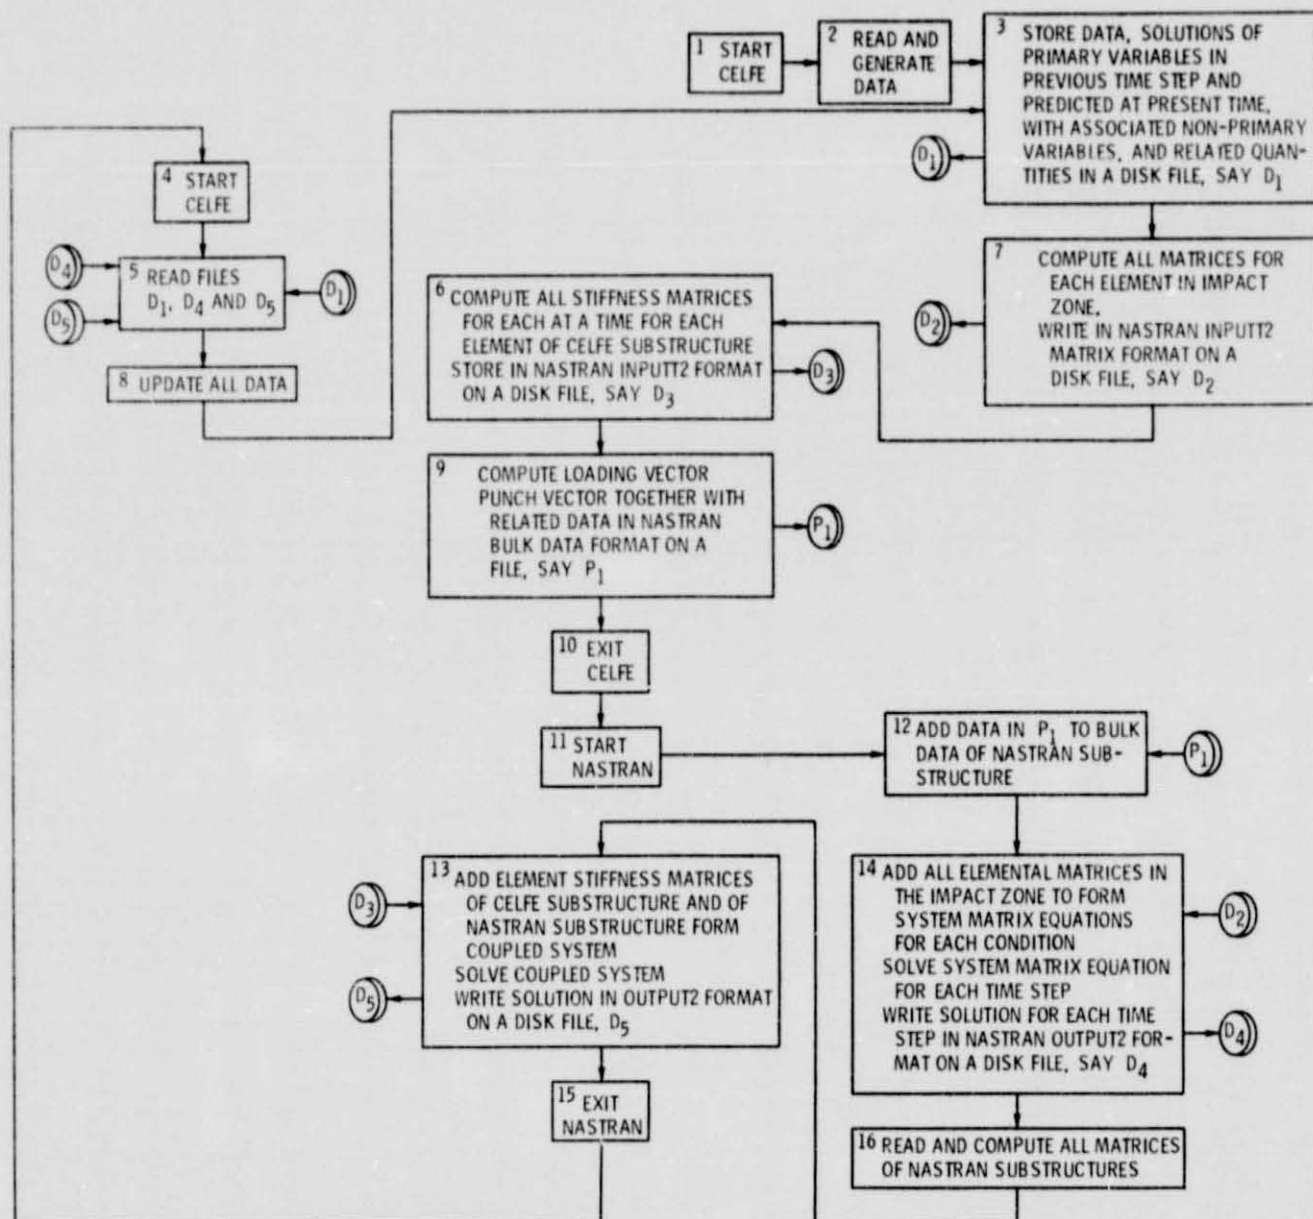 1 START
CELFE
2 READ AND
GENERATE
DATA
3 STORE DATA, SOLUTIONS OF
PRIMARY VARIABLES IN
PREVIOUS TIME STEP AND
PREDICTED AT PRESENT TIME,
WITH ASSOCIATED NON-PRIMARY
VARIABLES, AND RELATED QUAN-
TITIES IN A DISK FILE, SAY D1
D1
4 START
CELFE
D4
D5
5 READ FILES
D1, D4 AND D5
D1
8 UPDATE ALL DATA
6 COMPUTE ALL STIFFNESS MATRICES
FOR EACH AT A TIME FOR EACH
ELEMENT OF CELFE SUBSTRUCTURE
STORE IN NASTRAN INPUTT2 FORMAT
ON A DISK FILE, SAY D3
D3
7 COMPUTE ALL MATRICES FOR
EACH ELEMENT IN IMPACT
ZONE.
WRITE IN NASTRAN INPUTT2
MATRIX FORMAT ON A
DISK FILE, SAY D2
D2
9 COMPUTE LOADING VECTOR
PUNCH VECTOR TOGETHER WITH
RELATED DATA IN NASTRAN
BULK DATA FORMAT ON A
FILE, SAY P1
P1
10 EXIT
CELFE
11 START
NASTRAN
12 ADD DATA IN P1 TO BULK
DATA OF NASTRAN SUB-
STRUCTURE
P1
13 ADD ELEMENT STIFFNESS MATRICES
OF CELFE SUBSTRUCTURE AND OF
NASTRAN SUBSTRUCTURE FORM
COUPLED SYSTEM
SOLVE COUPLED SYSTEM
WRITE SOLUTION IN OUTPUT2 FORMAT
ON A DISK FILE, D5
D3
D5
14 ADD ALL ELEMENTAL MATRICES IN
THE IMPACT ZONE TO FORM
SYSTEM MATRIX EQUATIONS
FOR EACH CONDITION
SOLVE SYSTEM MATRIX EQUATION
FOR EACH TIME STEP
WRITE SOLUTION FOR EACH TIME
STEP IN NASTRAN OUTPUT2 FOR-
MAT ON A DISK FILE, SAY D4
D2
D4
15 EXIT
NASTRAN
16 READ AND COMPUTE ALL MATRICES
OF NASTRAN SUBSTRUCTURES